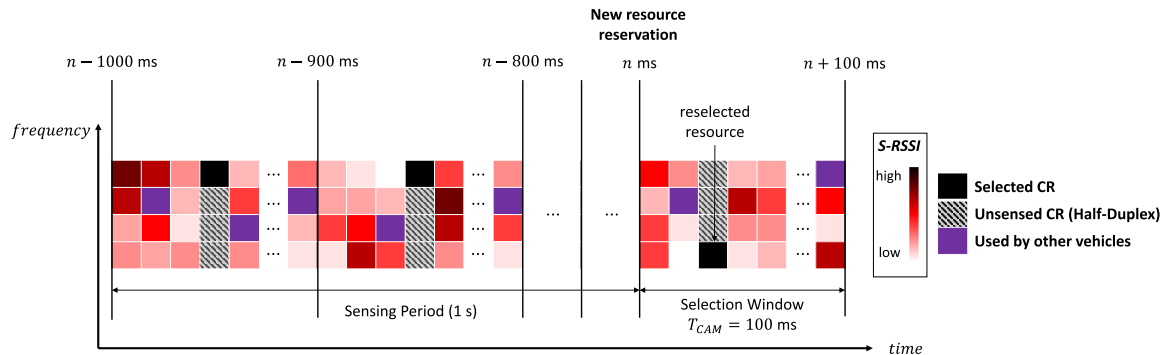 New resource
reservation
n − 1000 ms
n − 900 ms
n − 800 ms
n ms
n + 100 ms
frequency
reselected
resource
...
...
...
...
...
...
...
...
...
...
...
...
...
...
S-RSSI
high
low
Selected CR
Unsensed CR (Half-Duplex)
Used by other vehicles
Sensing Period (1 s)
Selection Window
T_CAM = 100 ms
time